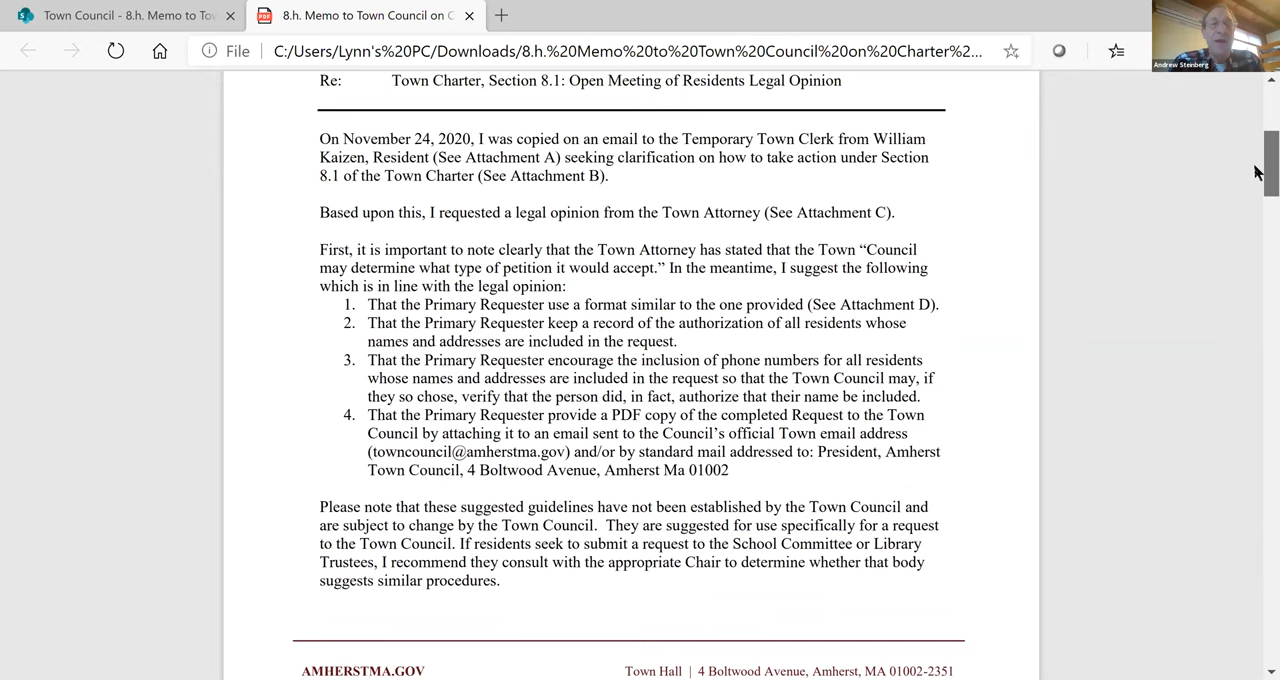 Town Council - 8.h. Memo to Tow
8.h. Memo to Town Council on C
File
C:/Users/Lynn's%20PC/Downloads/8.h.%20Memo%20to%20Town%20Council%20on%20Charter%2...
Andrew Steinberg
Re: Town Charter, Section 8.1: Open Meeting of Residents Legal Opinion
On November 24, 2020, I was copied on an email to the Temporary Town Clerk from William
Kaizen, Resident (See Attachment A) seeking clarification on how to take action under Section
8.1 of the Town Charter (See Attachment B).
Based upon this, I requested a legal opinion from the Town Attorney (See Attachment C).
First, it is important to note clearly that the Town Attorney has stated that the Town “Council
may determine what type of petition it would accept.” In the meantime, I suggest the following
which is in line with the legal opinion:
1. That the Primary Requester use a format similar to the one provided (See Attachment D).
2. That the Primary Requester keep a record of the authorization of all residents whose
names and addresses are included in the request.
3. That the Primary Requester encourage the inclusion of phone numbers for all residents
whose names and addresses are included in the request so that the Town Council may, if
they so chose, verify that the person did, in fact, authorize that their name be included.
4. That the Primary Requester provide a PDF copy of the completed Request to the Town
Council by attaching it to an email sent to the Council’s official Town email address
(towncouncil@amherstma.gov) and/or by standard mail addressed to: President, Amherst
Town Council, 4 Boltwood Avenue, Amherst Ma 01002
Please note that these suggested guidelines have not been established by the Town Council and
are subject to change by the Town Council.  They are suggested for use specifically for a request
to the Town Council. If residents seek to submit a request to the School Committee or Library
Trustees, I recommend they consult with the appropriate Chair to determine whether that body
suggests similar procedures.
AMHERSTMA.GOV
Town Hall | 4 Boltwood Avenue, Amherst, MA 01002-2351